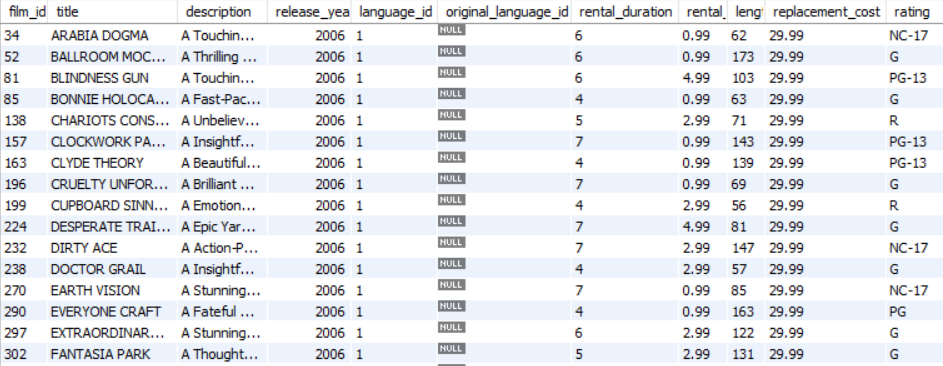 film_id title description release_yea language_id original_language_id rental_duration rental_ lengt replacement_cost rating
34 ARABIA DOGMA A Touchin... 2006 1 NULL 6 0.99 62 29.99 NC-17
52 BALLROOM MOC... A Thrilling ... 2006 1 NULL 6 0.99 173 29.99 G
81 BLINDNESS GUN A Touchin... 2006 1 NULL 6 4.99 103 29.99 PG-13
85 BONNIE HOLOCA... A Fast-Pac... 2006 1 NULL 4 0.99 63 29.99 G
138 CHARIOTS CONS... A Unbeliev... 2006 1 NULL 5 2.99 71 29.99 R
157 CLOCKWORK PA... A Insightf... 2006 1 NULL 7 0.99 143 29.99 PG-13
163 CLYDE THEORY A Beautiful... 2006 1 NULL 4 0.99 139 29.99 PG-13
196 CRUELTY UNFOR... A Brilliant ... 2006 1 NULL 7 0.99 69 29.99 G
199 CUPBOARD SINN... A Emotion... 2006 1 NULL 4 2.99 56 29.99 R
224 DESPERATE TRAI... A Epic Yar... 2006 1 NULL 7 4.99 81 29.99 G
232 DIRTY ACE A Action-P... 2006 1 NULL 7 2.99 147 29.99 NC-17
238 DOCTOR GRAIL A Insightf... 2006 1 NULL 4 2.99 57 29.99 G
270 EARTH VISION A Stunning... 2006 1 NULL 7 0.99 85 29.99 NC-17
290 EVERYONE CRAFT A Fateful ... 2006 1 NULL 4 0.99 163 29.99 PG
297 EXTRAORDINAR... A Stunning... 2006 1 NULL 6 2.99 122 29.99 G
302 FANTASIA PARK A Thought... 2006 1 NULL 5 2.99 131 29.99 G